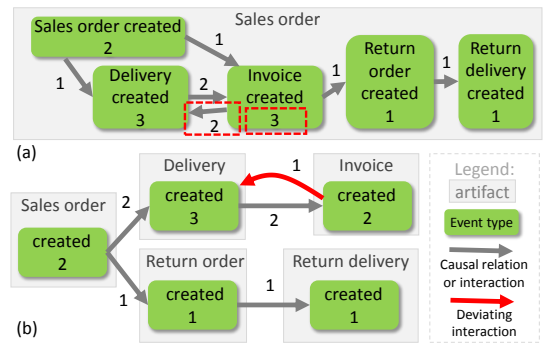 Sales order
Sales order created
2
1
1
Delivery
created
3
2
2
Invoice
created
3
1
Return
order
created
1
1
Return
delivery
created
1
(a)
Delivery
Invoice
1
created
3
2
created
2
Sales order
2
created
2
1
Return order
Return delivery
created
1
1
created
1
(b)
Legend:
artifact
Event type
Causal relation
or interaction
Deviating
interaction